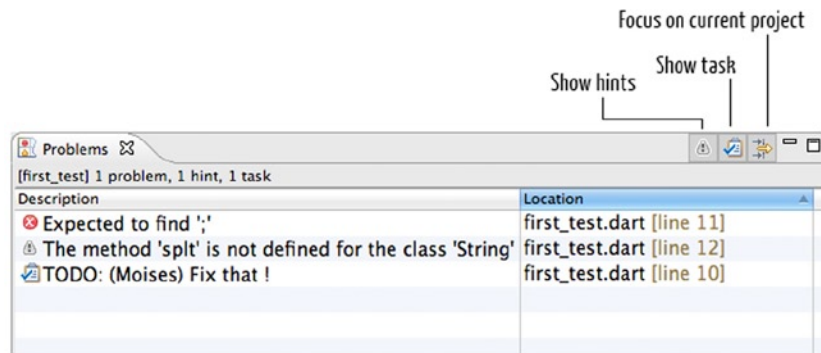 Focus on current project
Show task
Show hints
Problems
[first_test] 1 problem, 1 hint, 1 task
Description Location
Expected to find ';' first_test.dart [line 11]
The method 'splt' is not defined for the class 'String' first_test.dart [line 12]
TODO: (Moises) Fix that ! first_test.dart [line 10]